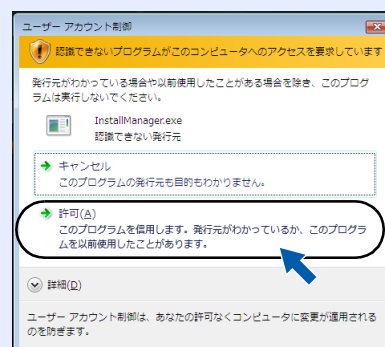 ユーザー アカウント制御
認識できないプログラムがこのコンピュータへのアクセスを要求しています
発行元がわかっている場合や以前使用したことがある場合を除き、このプログ
ラムは実行しないでください。
InstallManager.exe
認識できない発行元
キャンセル
このプログラムの発行元も目的もわかりません。
許可(A)
このプログラムを信用します。発行元がわかっているか、このプログラ
ムを以前使用したことがあります。
詳細(D)
ユーザー アカウント制御は、あなたの許可なくコンピュータに変更が適用される
のを防ぎます。